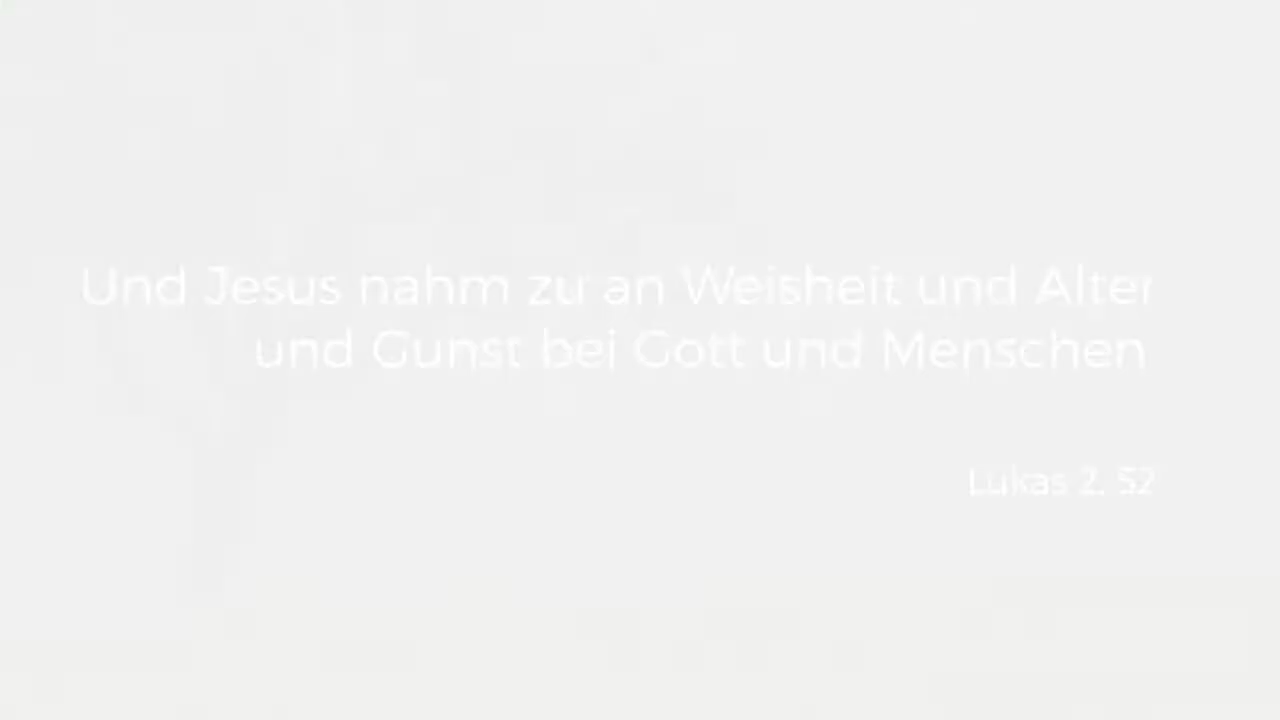 Und Jesus nahm zu an Weisheit und Alter
und Gunst bei Gott und Menschen
Lukas 2, 52